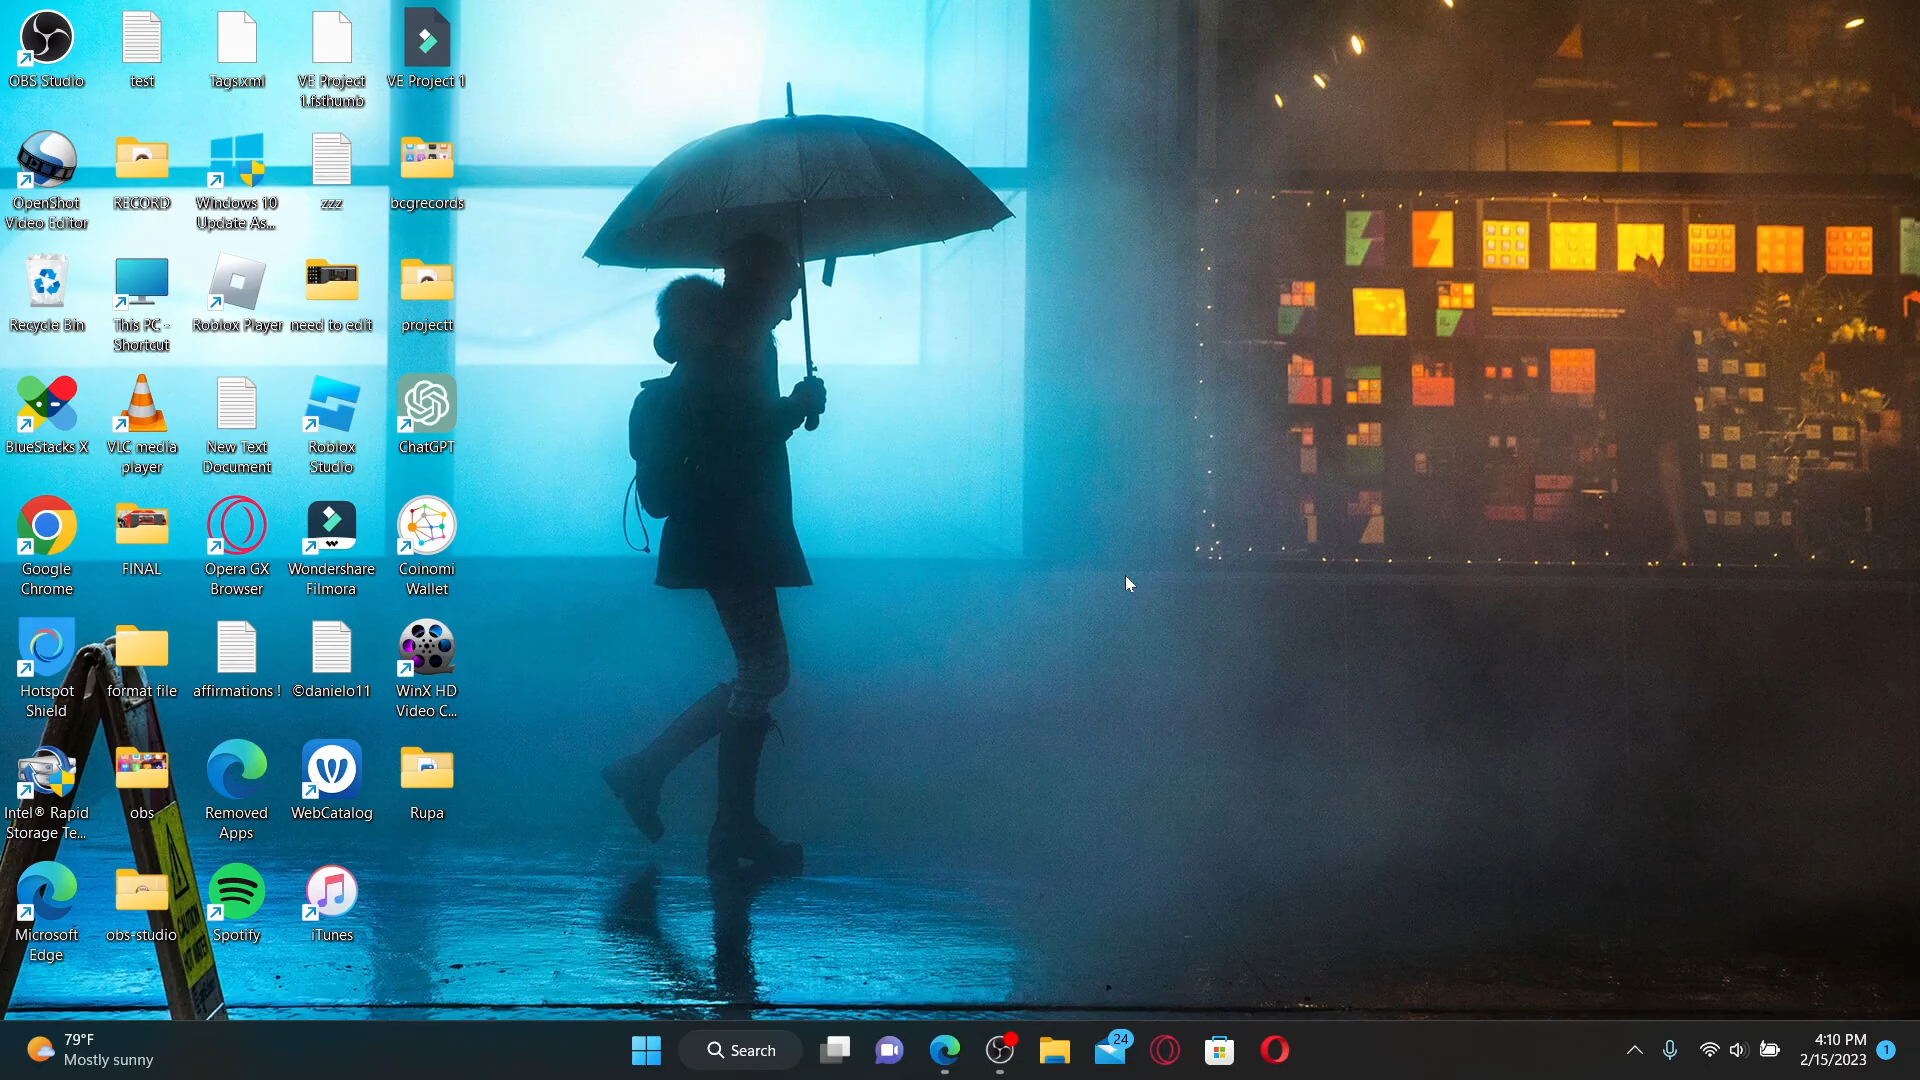 OBS Studio
test
Tags.xml
VE Project
1.fsthumb
VE Project 1
OpenShot
Video Editor
RECORD
Windows 10
Update As...
zzz
bcgrecords
Recycle Bin
This PC -
Shortcut
Roblox Player
need to edit
projectt
BlueStacks X
VLC media
player
New Text
Document
Roblox
Studio
ChatGPT
Google
Chrome
FINAL
Opera GX
Browser
Wondershare
Filmora
Coinomi
Wallet
Hotspot
Shield
format file
affirmations !
©danielo11
WinX HD
Video C...
Intel® Rapid
Storage Te...
obs
Removed
Apps
WebCatalog
Rupa
Microsoft
Edge
obs-studio
Spotify
iTunes
CAUTION
79°F
Mostly sunny
Search
24
4:10 PM
2/15/2023
1